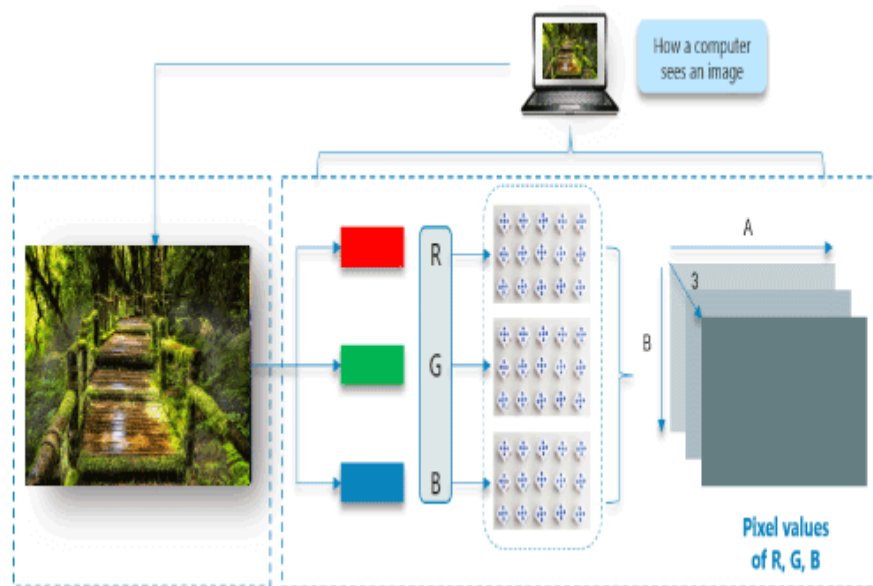 How a computer
sees an image
A
R
3
B
G
B
Pixel values
of R, G, B